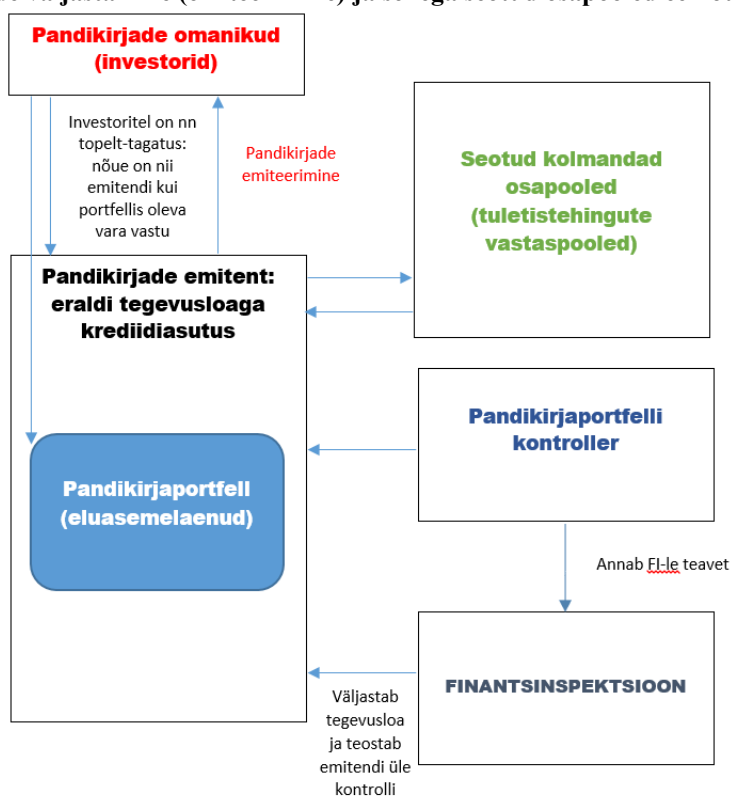 Pandikirjade omanikud
(investorid)
Investoritel on nn
topelt-tagatus:
nõue on nii
emitendi kui
portfellis oleva
vara vastu
Pandikirjade
emiteerimine
Seotud kolmandad
osapooled
(tuletistehingute
vastaspooled)
Pandikirjade emitent:
eraldi tegevusloaga
krediidiasutus
Pandikirjaportfelli
kontroller
Pandikirjaportfell
(eluasemelaenud)
Annab FI-le teavet
FINANTSINSPEKTSIOON
Väljastab
tegevusloa
ja teostab
emitendi üle
kontrolli